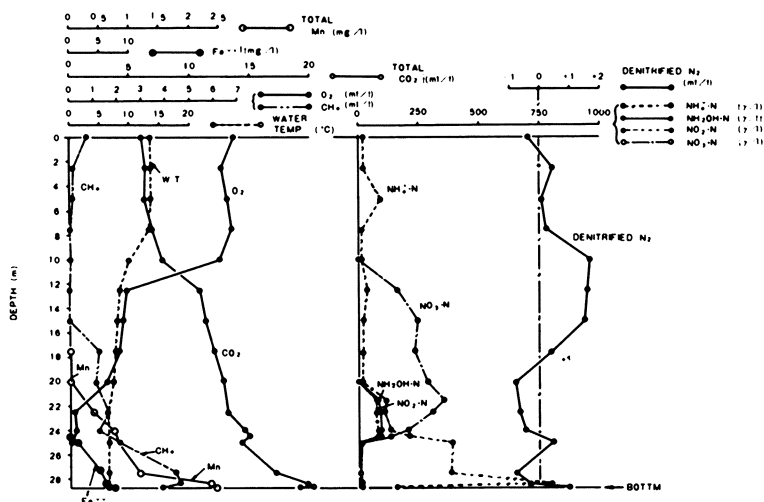 0 0.5 1 1.5 2 2.5
TOTAL
Mn (mg/l)
0 5 10
Fe++ (mg/l)
0 5 10 15 20
TOTAL
CO2 (ml/l)
0 1 2 3 4 5 6 7
O2 (ml/l)
CH4 (ml/l)
0 5 10 15 20
WATER
TEMP (°C)
0 250 500 750 1000
-1 0 +1 +2
DENITRIFIED N2
(ml/l)
NH4+-N (γ/l)
NH2OH-N (γ/l)
NO2-N (γ/l)
NO3-N (γ/l)
DEPTH (m)
0
2
4
6
8
10
12
14
16
18
20
22
24
26
28
CH4
W T
O2
CO2
Mn
CH4
Mn
Fe++
NH4+-N
NO3-N
NH2OH-N
NO2-N
DENITRIFIED N2
BOTTM